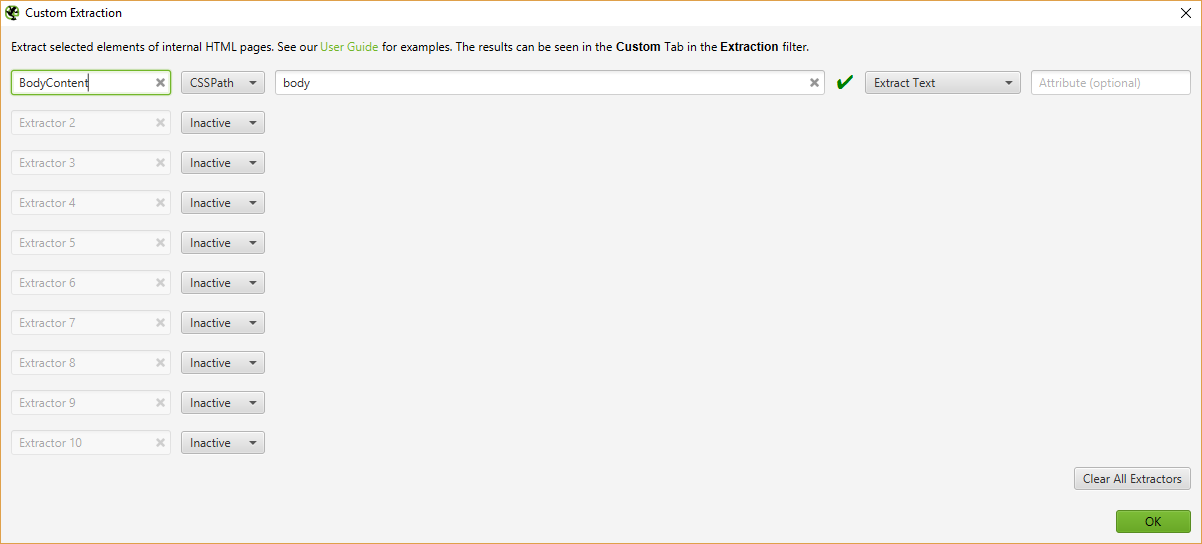 Custom Extraction
Extract selected elements of internal HTML pages. See our User Guide for examples. The results can be seen in the Custom Tab in the Extraction filter.
BodyContent CSSPath body Extract Text Attribute (optional)
Extractor 2 Inactive
Extractor 3 Inactive
Extractor 4 Inactive
Extractor 5 Inactive
Extractor 6 Inactive
Extractor 7 Inactive
Extractor 8 Inactive
Extractor 9 Inactive
Extractor 10 Inactive
Clear All Extractors
OK